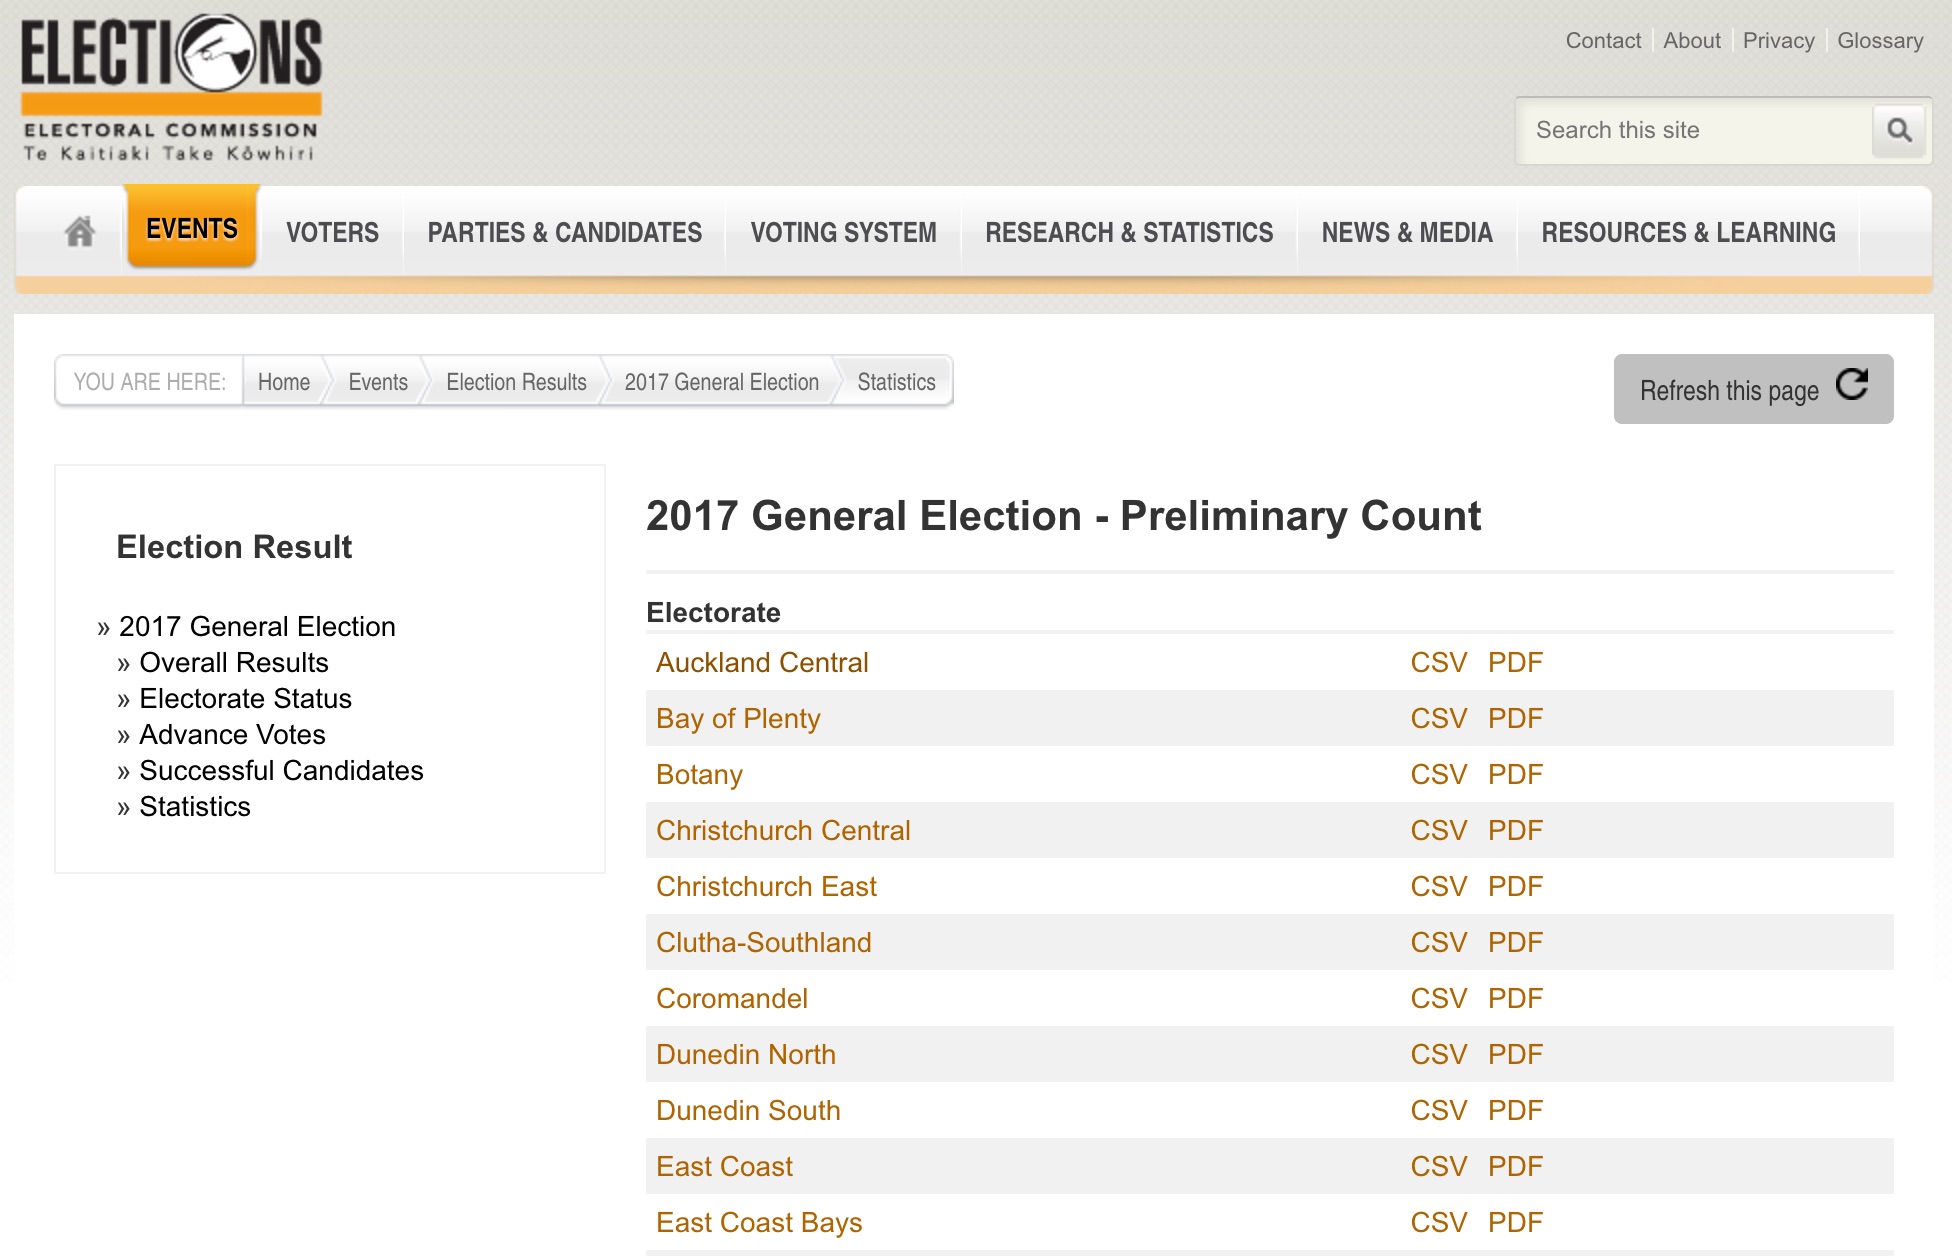 ELECTIONS
ELECTORAL COMMISSION
Te Kaitiaki Take Kōwhiri
Contact About Privacy Glossary
Search this site
EVENTS VOTERS PARTIES & CANDIDATES VOTING SYSTEM RESEARCH & STATISTICS NEWS & MEDIA RESOURCES & LEARNING
YOU ARE HERE: Home Events Election Results 2017 General Election Statistics
Refresh this page
Election Result
» 2017 General Election
» Overall Results
» Electorate Status
» Advance Votes
» Successful Candidates
» Statistics
2017 General Election - Preliminary Count
Electorate
Auckland Central CSV PDF
Bay of Plenty CSV PDF
Botany CSV PDF
Christchurch Central CSV PDF
Christchurch East CSV PDF
Clutha-Southland CSV PDF
Coromandel CSV PDF
Dunedin North CSV PDF
Dunedin South CSV PDF
East Coast CSV PDF
East Coast Bays CSV PDF